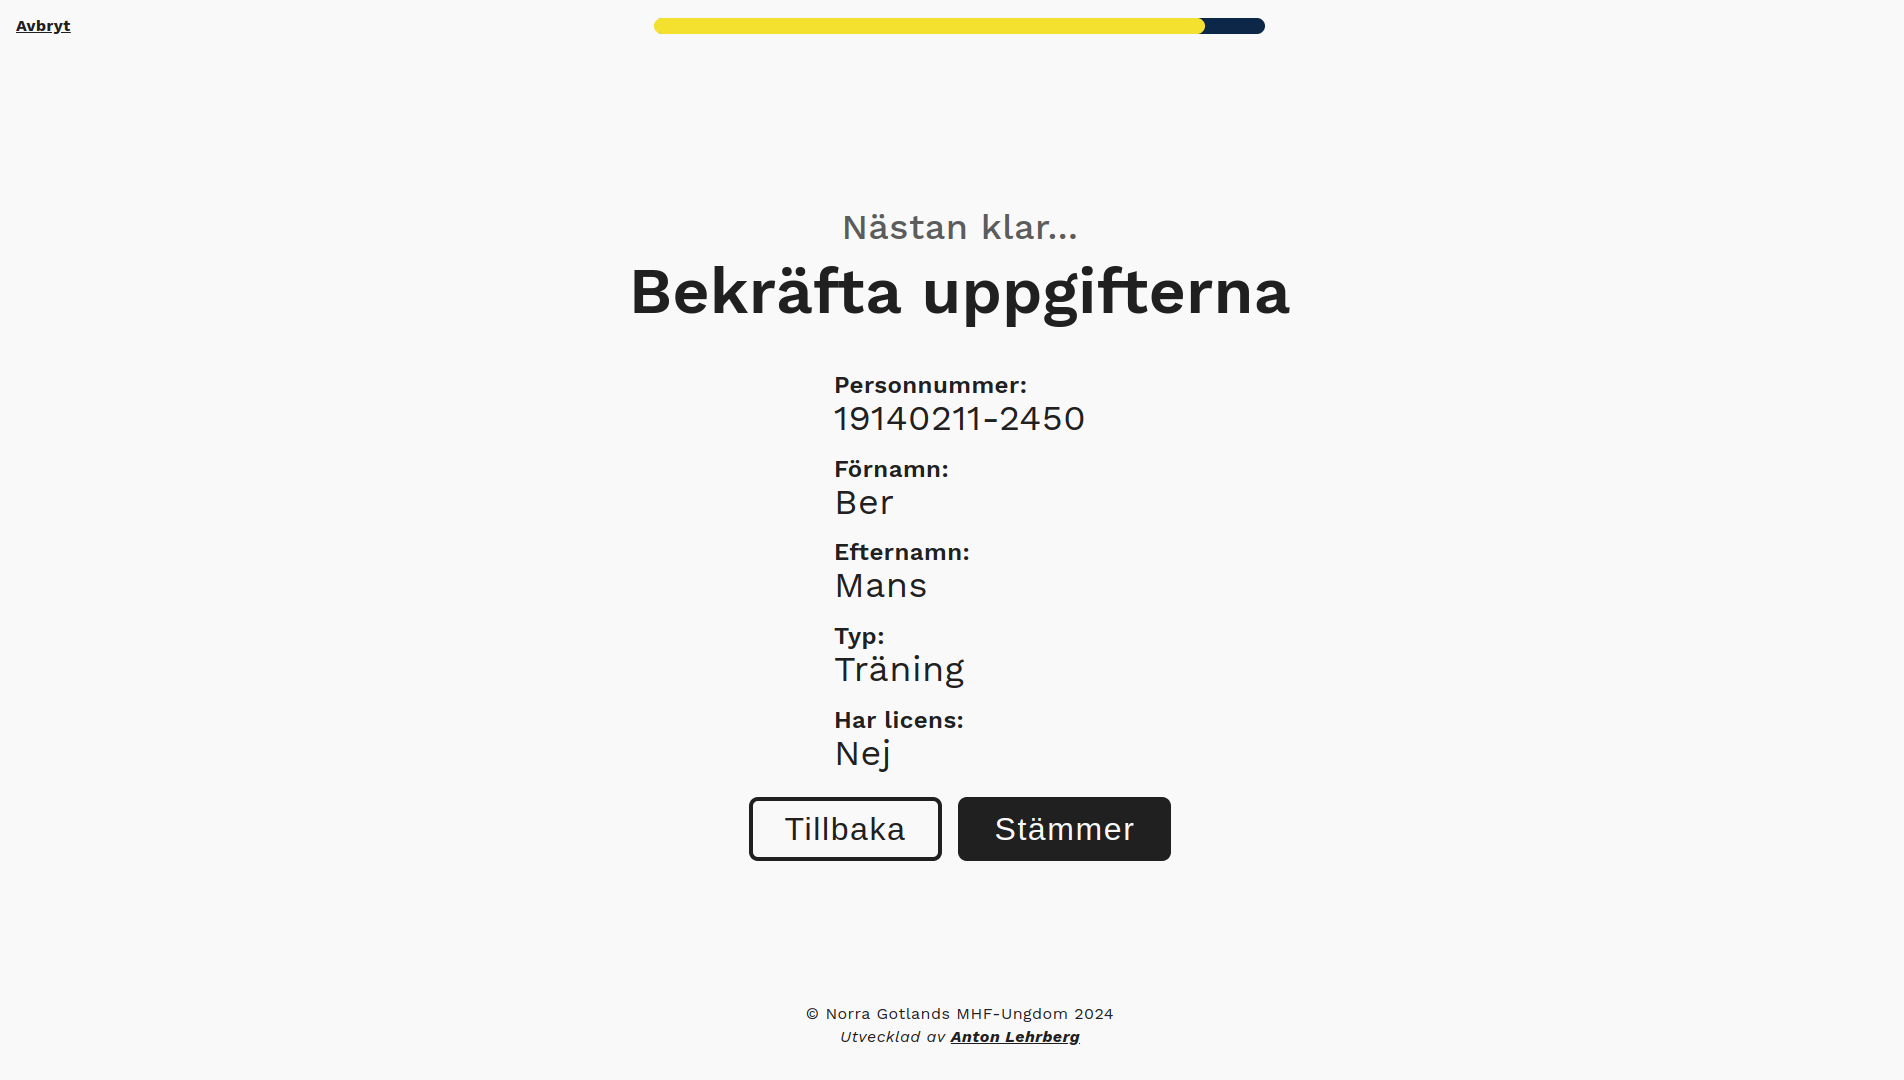 Avbryt
Nästan klar...
Bekräfta uppgifterna
Personnummer:
19140211-2450
Förnamn:
Ber
Efternamn:
Mans
Typ:
Träning
Har licens:
Nej
Tillbaka
Stämmer
© Norra Gotlands MHF-Ungdom 2024
Utvecklad av Anton Lehrberg